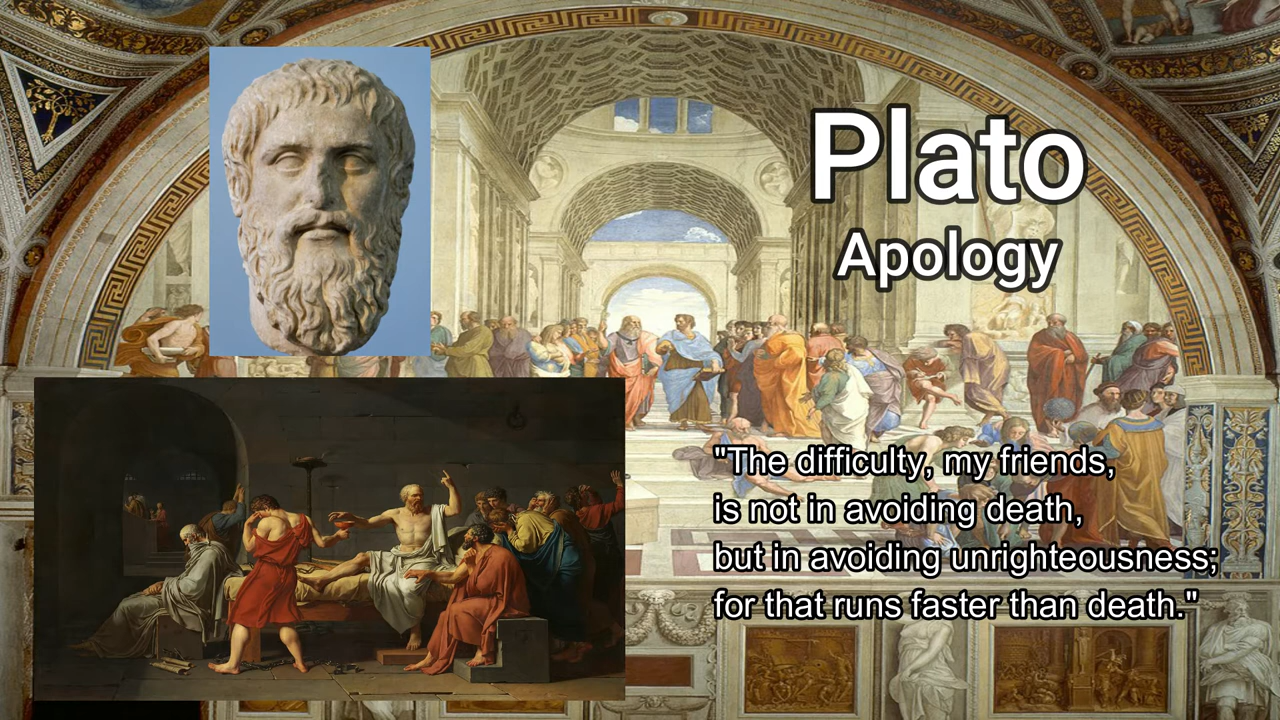 Plato
Apology
"The difficulty, my friends,
is not in avoiding death,
but in avoiding unrighteousness;
for that runs faster than death."